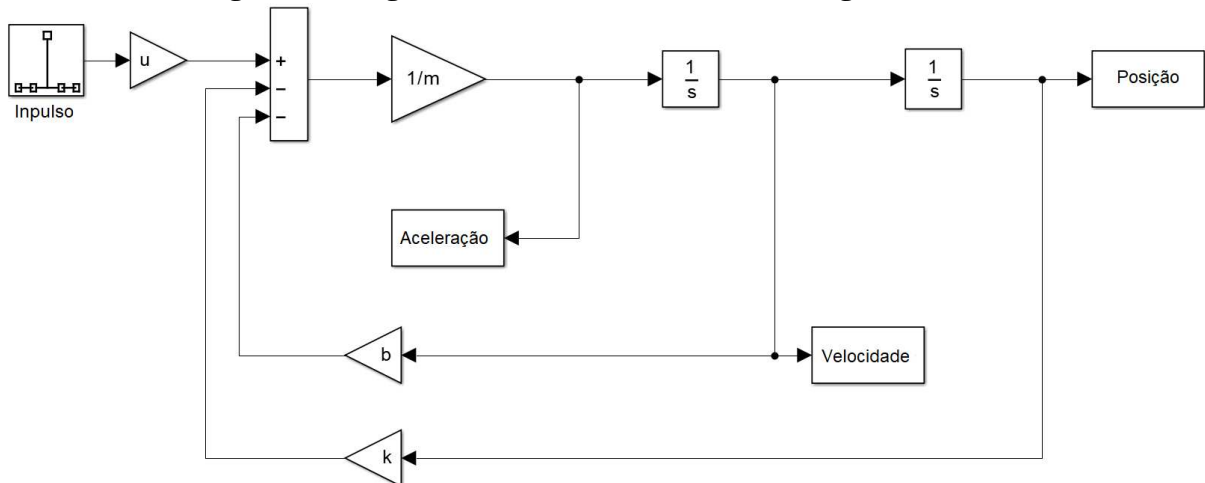 u
+
−
−
1/m
1
s
1
s
Posição
Inpulso
Aceleração
b
Velocidade
k